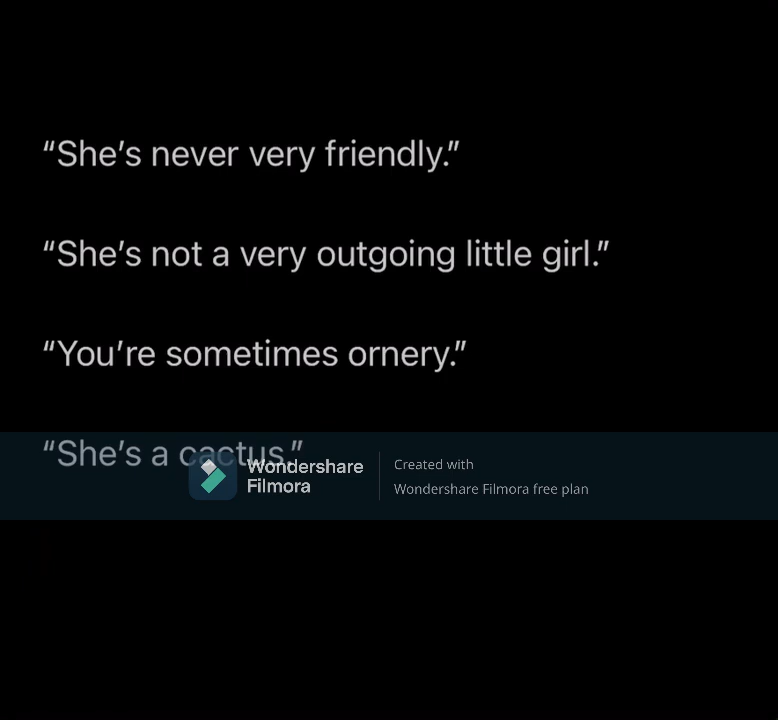 “She’s never very friendly.”
“She’s not a very outgoing little girl.”
“You’re sometimes ornery.”
“She’s a cactus.”
Wondershare
Filmora
Created with
Wondershare Filmora free plan